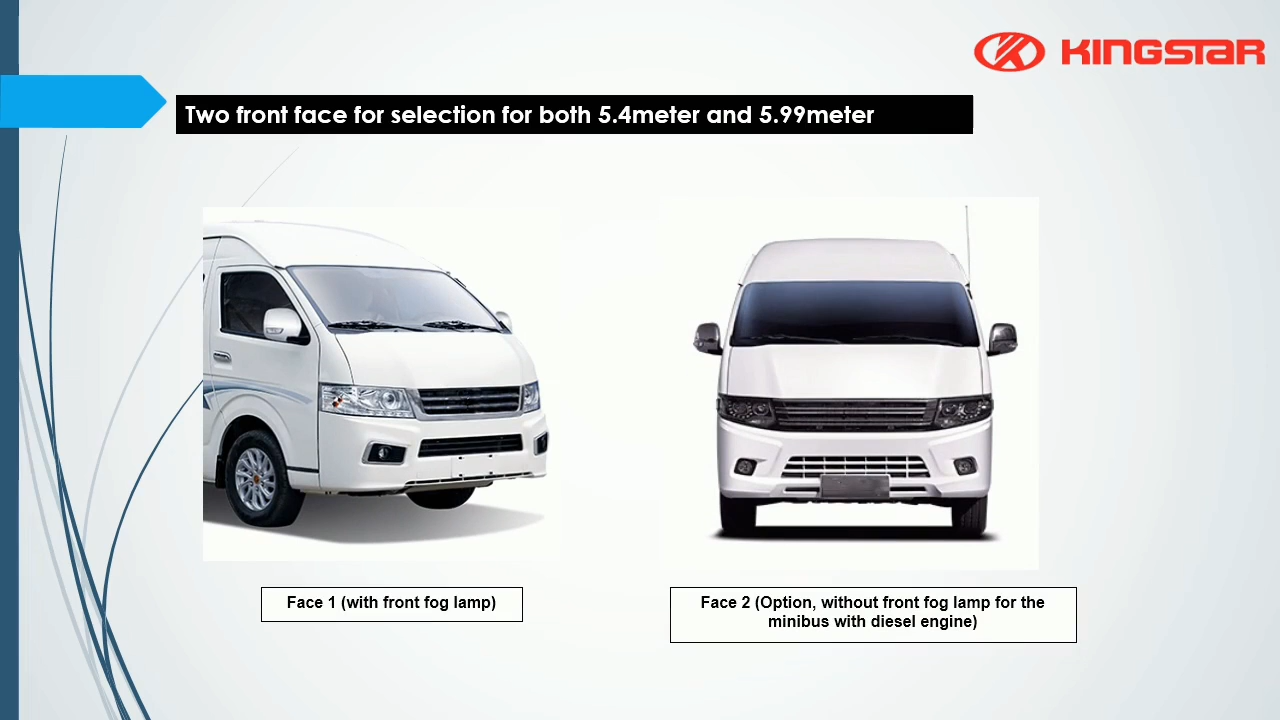 KINGSTAR
Two front face for selection for both 5.4meter and 5.99meter
Face 1 (with front fog lamp)
Face 2 (Option, without front fog lamp for the
minibus with diesel engine)